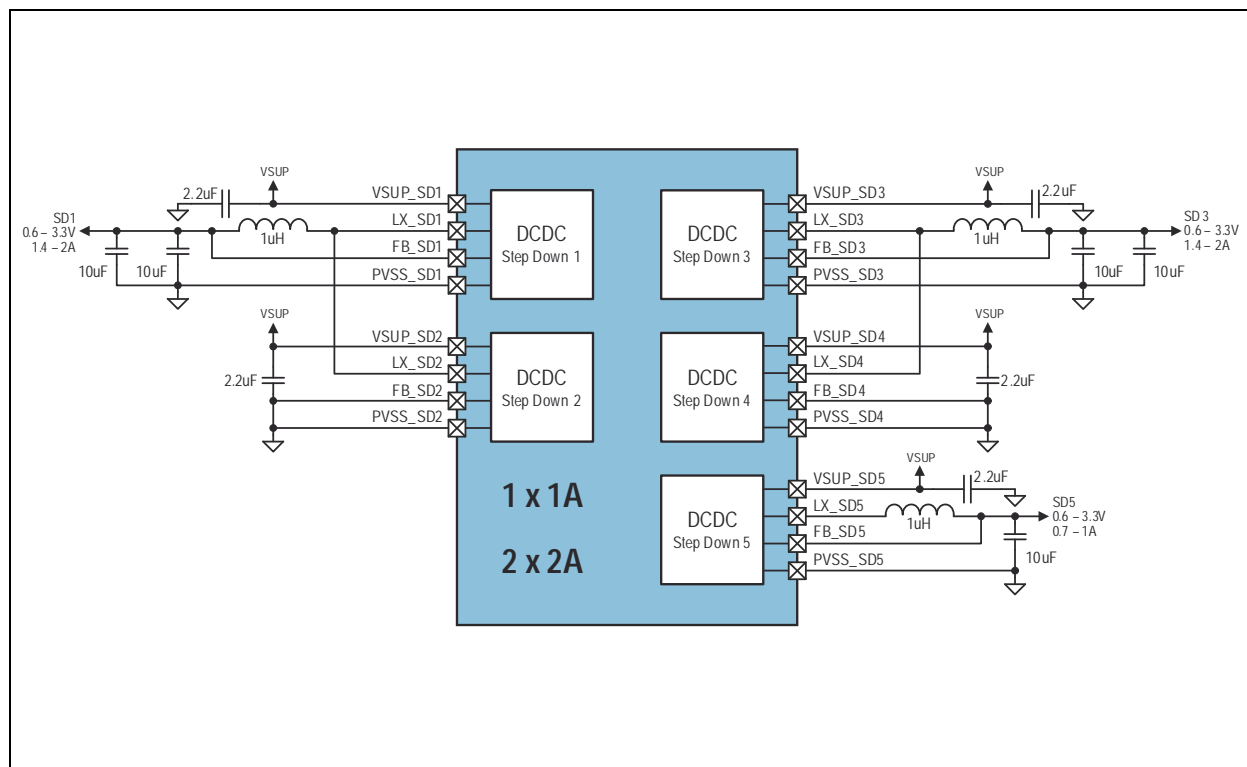 VSUP
2.2uF
VSUP_SD1
SD1
0.6 – 3.3V
1.4 – 2A
LX_SD1
1uH
FB_SD1
10uF
10uF
PVSS_SD1
DCDC
Step Down 1
VSUP
VSUP_SD2
LX_SD2
2.2uF
FB_SD2
PVSS_SD2
DCDC
Step Down 2
1 x 1A
2 x 2A
DCDC
Step Down 3
VSUP_SD3
VSUP
2.2uF
LX_SD3
1uH
SD3
0.6 – 3.3V
1.4 – 2A
FB_SD3
10uF
10uF
PVSS_SD3
DCDC
Step Down 4
VSUP_SD4
VSUP
LX_SD4
2.2uF
FB_SD4
PVSS_SD4
DCDC
Step Down 5
VSUP_SD5
VSUP
2.2uF
LX_SD5
1uH
SD5
0.6 – 3.3V
0.7 – 1A
FB_SD5
10uF
PVSS_SD5